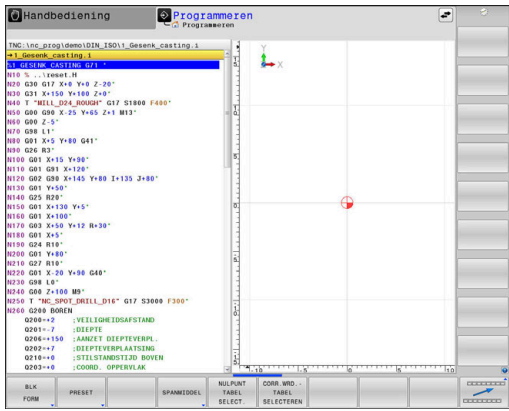 Handbediening
Programmeren
Programmeren
TNC:\nc_prog\demo\DIN_ISO\1_Gesenk_casting.i
→1_Gesenk_casting.i
%1_GESENK_CASTING G71 *
N10 % ..\reset.H
N20 G30 G17 X+0 Y+0 Z-20*
N30 G31 X+150 Y+100 Z+0*
N40 T "MILL_D24_ROUGH" G17 S1800 F400*
N50 G00 G90 X-25 Y+65 Z+1 M13*
N60 G00 Z-5*
N70 G98 L1*
N80 G01 X+5 Y+80 G41*
N90 G26 R3*
N100 G01 X+15 Y+90*
N110 G01 G91 X+120*
N120 G02 G90 X+145 Y+80 I+135 J+80*
N130 G01 Y+50*
N140 G25 R20*
N150 G01 X+130 Y+5*
N160 G01 X+100*
N170 G03 X+50 Y+12 R+30*
N180 G01 X+5*
N190 G24 R10*
N200 G01 Y+80*
N210 G27 R10*
N220 G01 X-20 Y+90 G40*
N230 G98 L0*
N240 G00 Z+100 M9*
N250 T "NC_SPOT_DRILL_D16" G17 S3000 F300*
N260 G200 BOREN
Q200=+2 ;VEILIGHEIDSAFSTAND
Q201=-7 ;DIEPTE
Q206=+150 ;AANZET DIEPTEVERPL.
Q202=+7 ;DIEPTEVERPLAATSING
Q210=+0 ;STILSTANDSTIJD BOVEN
Q203=+0 ;COORD. OPPERVLAK
Y
X
BLK
FORM
PRESET
SPANMIDDEL
NULPUNT
TABEL
SELECT.
CORR.WRD.-
TABEL
SELECTEREN